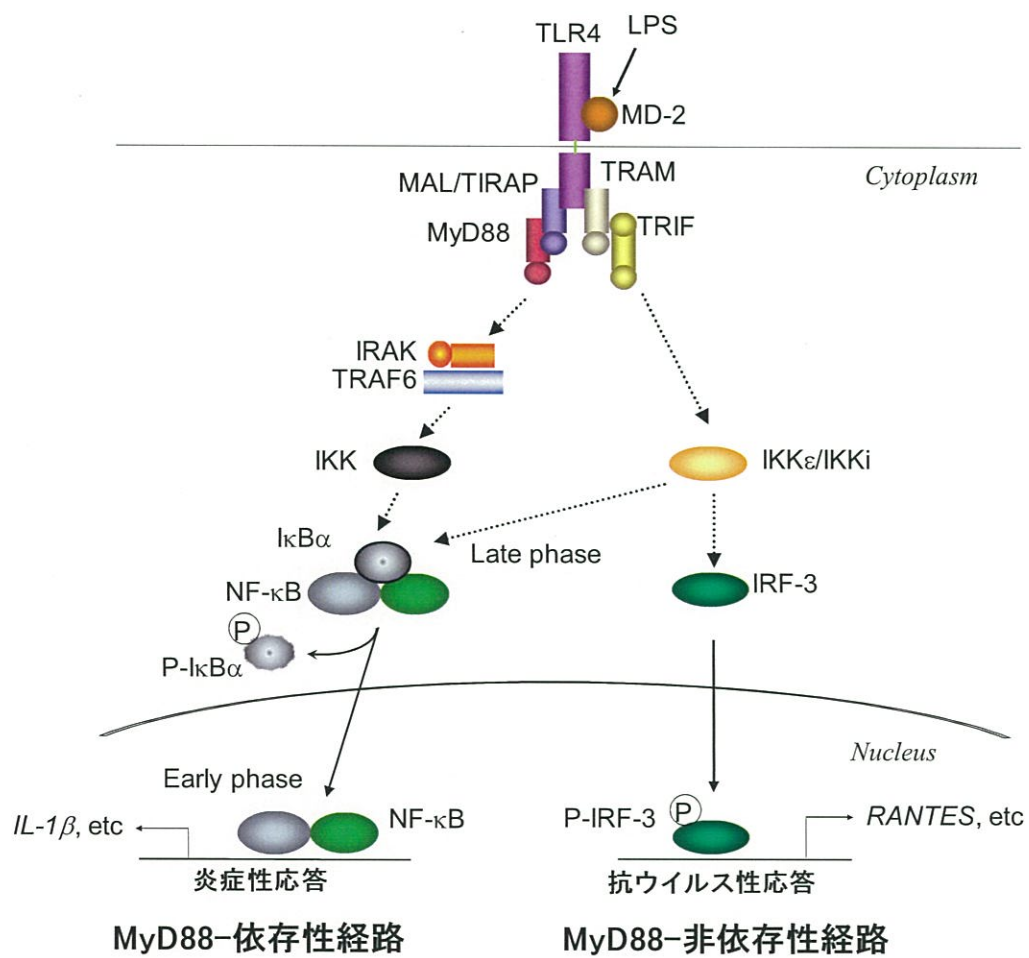 LPS
TLR4
MD-2
Cytoplasm
MAL/TIRAP
TRAM
MyD88
TRIF
IRAK
TRAF6
IKK
IKKε/IKKi
IκBα
Late phase
NF-κB
IRF-3
P
P-IκBα
Nucleus
Early phase
IL-1β, etc
NF-κB
P-IRF-3
P
RANTES, etc
炎症性応答
抗ウイルス性応答
MyD88-依存性経路
MyD88-非依存性経路